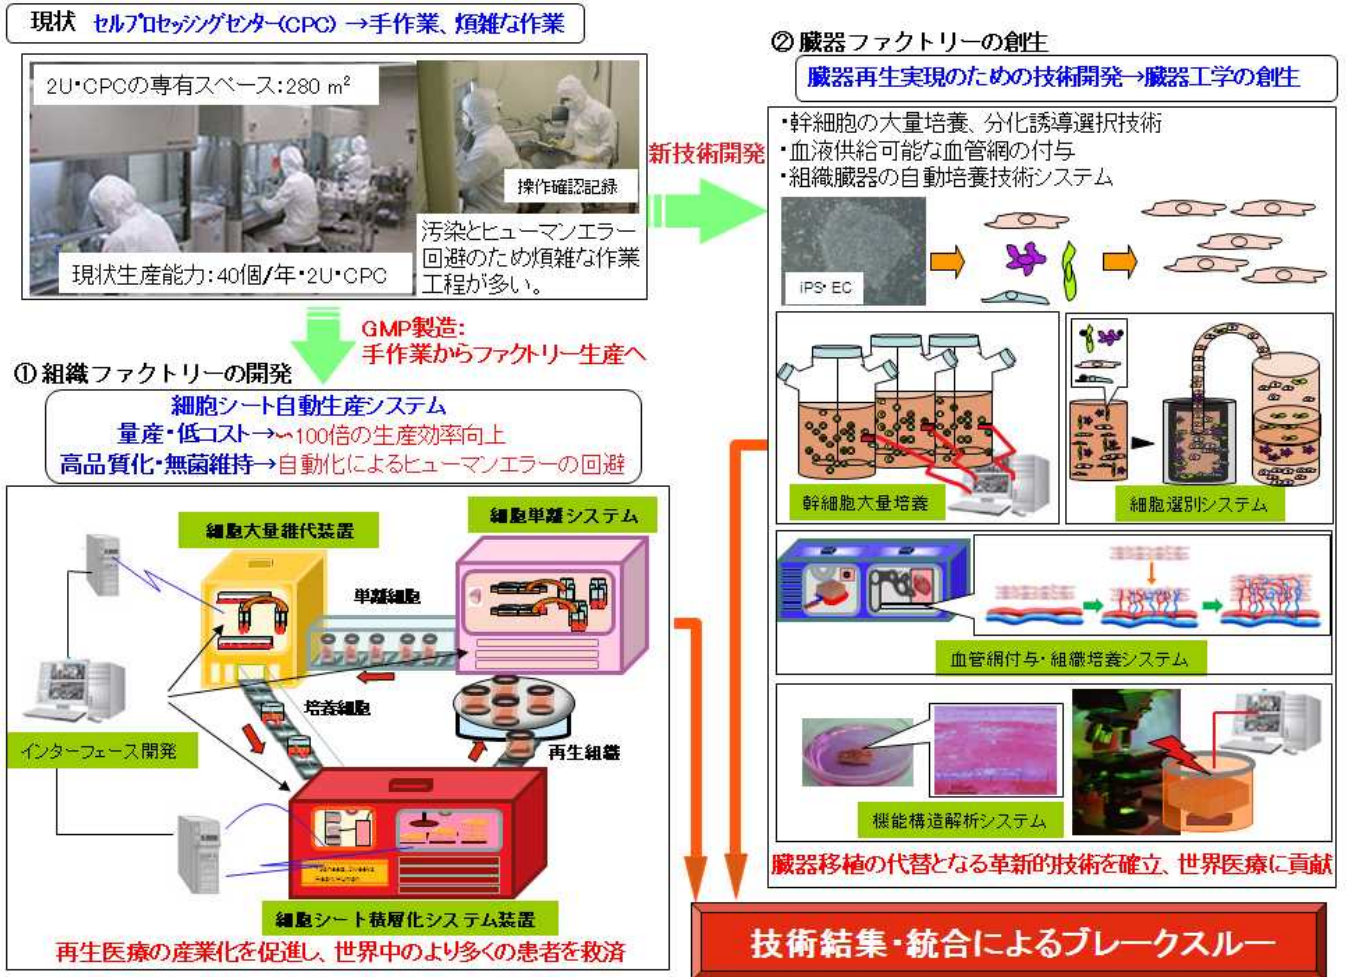 現状 セルプロセッシングセンター(CPC) →手作業、煩雑な作業
2U・CPCの専有スペース：280 m²
操作確認記録
汚染とヒューマンエラー
回避のため煩雑な作業
工程が多い。
現状生産能力：40個/年・2U・CPC
新技術開発
GMP製造：
手作業からファクトリー生産へ
① 組織ファクトリーの開発
細胞シート自動生産システム
量産・低コスト→～100倍の生産効率向上
高品質化・無菌維持→自動化によるヒューマンエラーの回避
細胞大量継代装置
細胞単離システム
単離細胞
培養細胞
再生組織
インターフェース開発
細胞シート積層化システム装置
再生医療の産業化を促進し、世界中のより多くの患者を救済
② 臓器ファクトリーの創生
臓器再生実現のための技術開発→臓器工学の創生
・幹細胞の大量培養、分化誘導選択技術
・血液供給可能な血管網の付与
・組織臓器の自動培養技術システム
iPS・EC
幹細胞大量培養
細胞選別システム
血管網付与・組織培養システム
機能構造解析システム
臓器移植の代替となる革新的技術を確立、世界医療に貢献
技術結集・統合によるブレークスルー